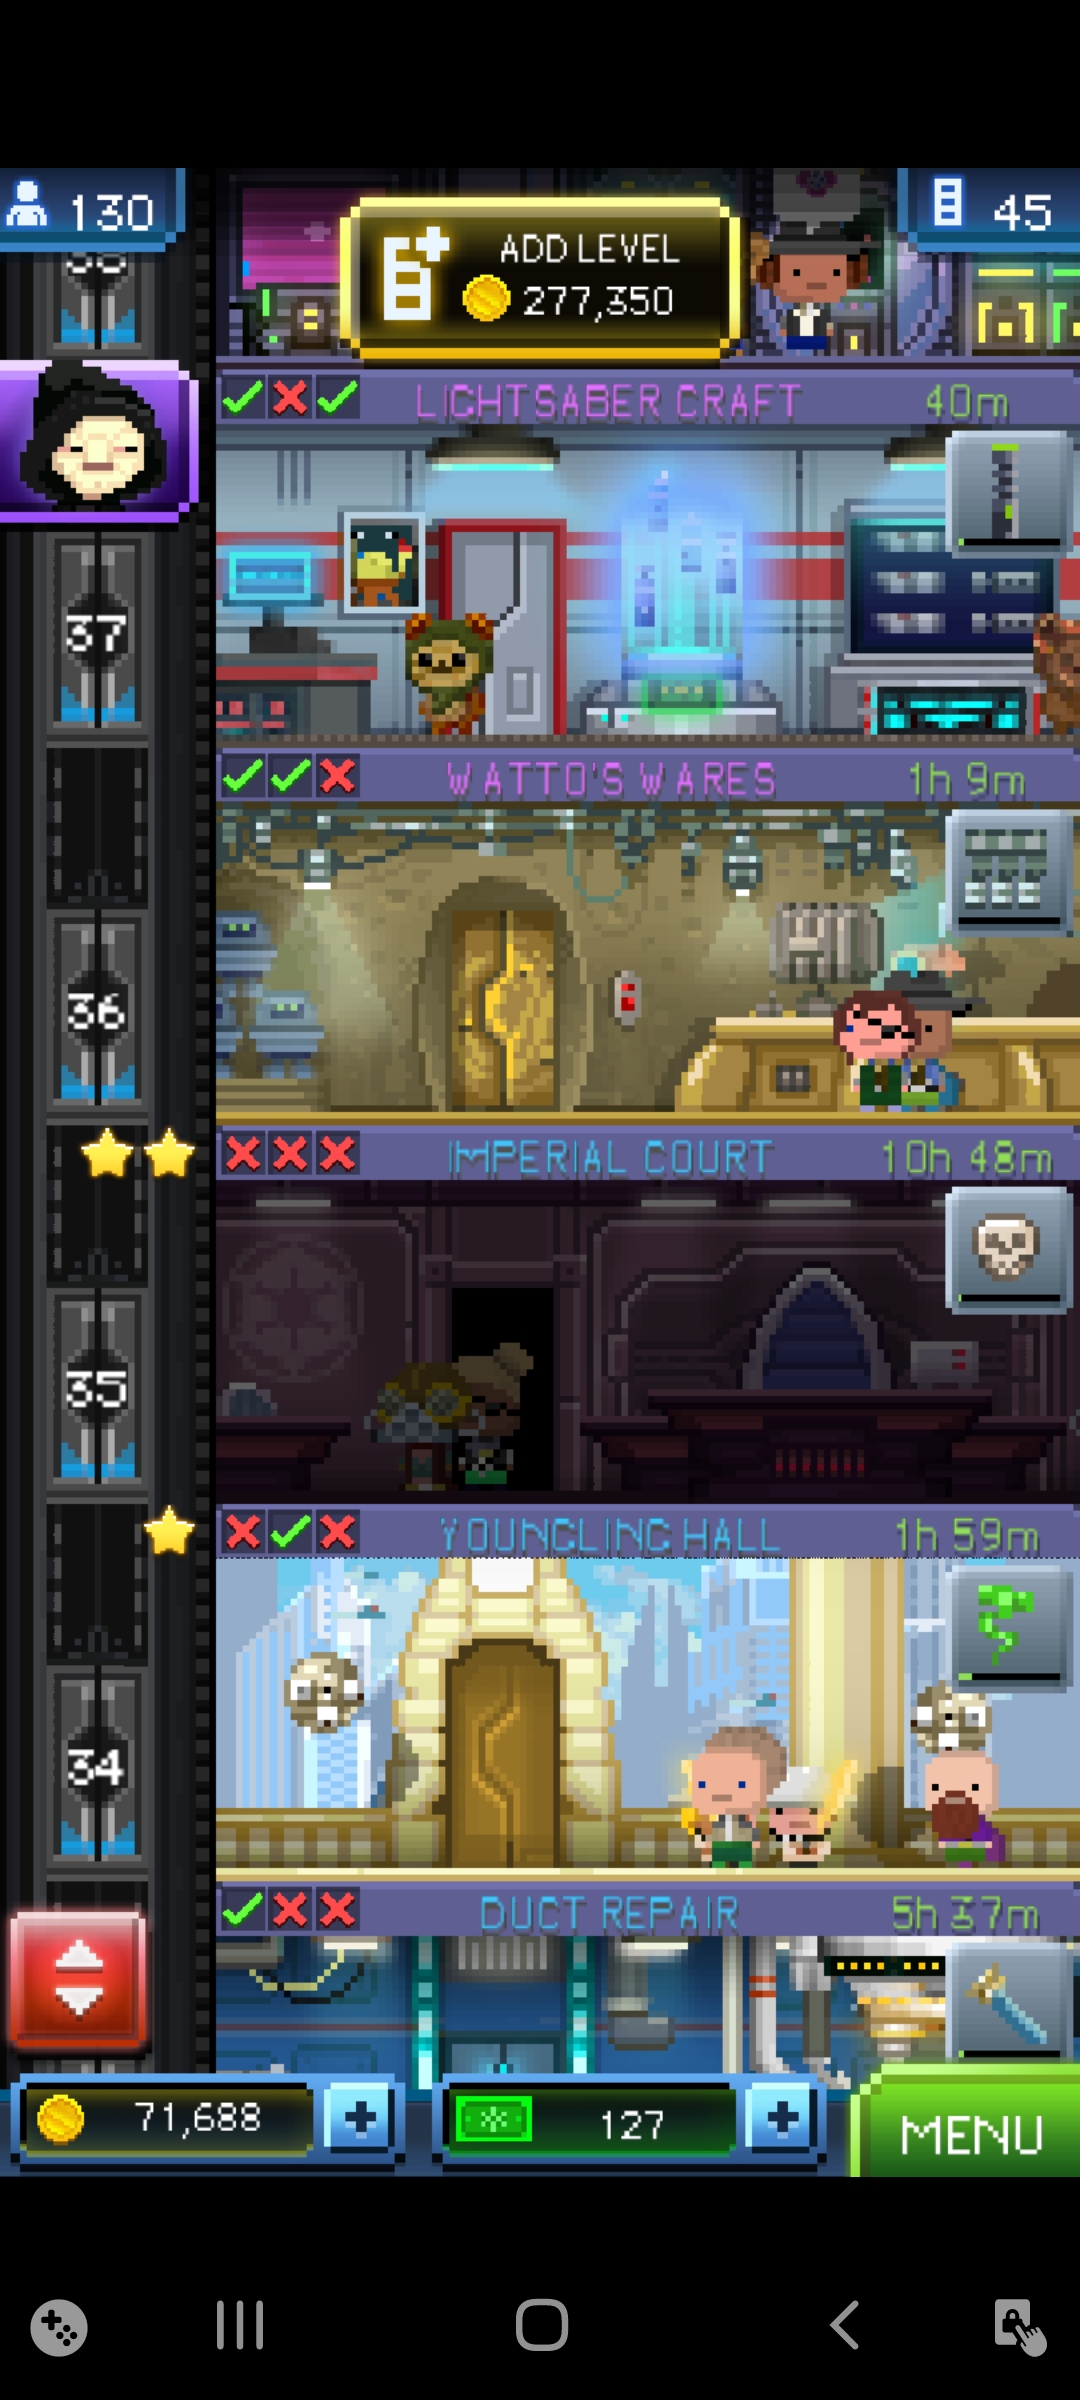 130
ADD LEVEL
277,350
45
LIGHTSABER CRAFT 40m
37
WATTO'S WARES 1h 9m
36
IMPERIAL COURT 10h 48m
35
YOUNGLING HALL 1h 59m
34
DUCT REPAIR 5h 37m
71,688
127
MENU